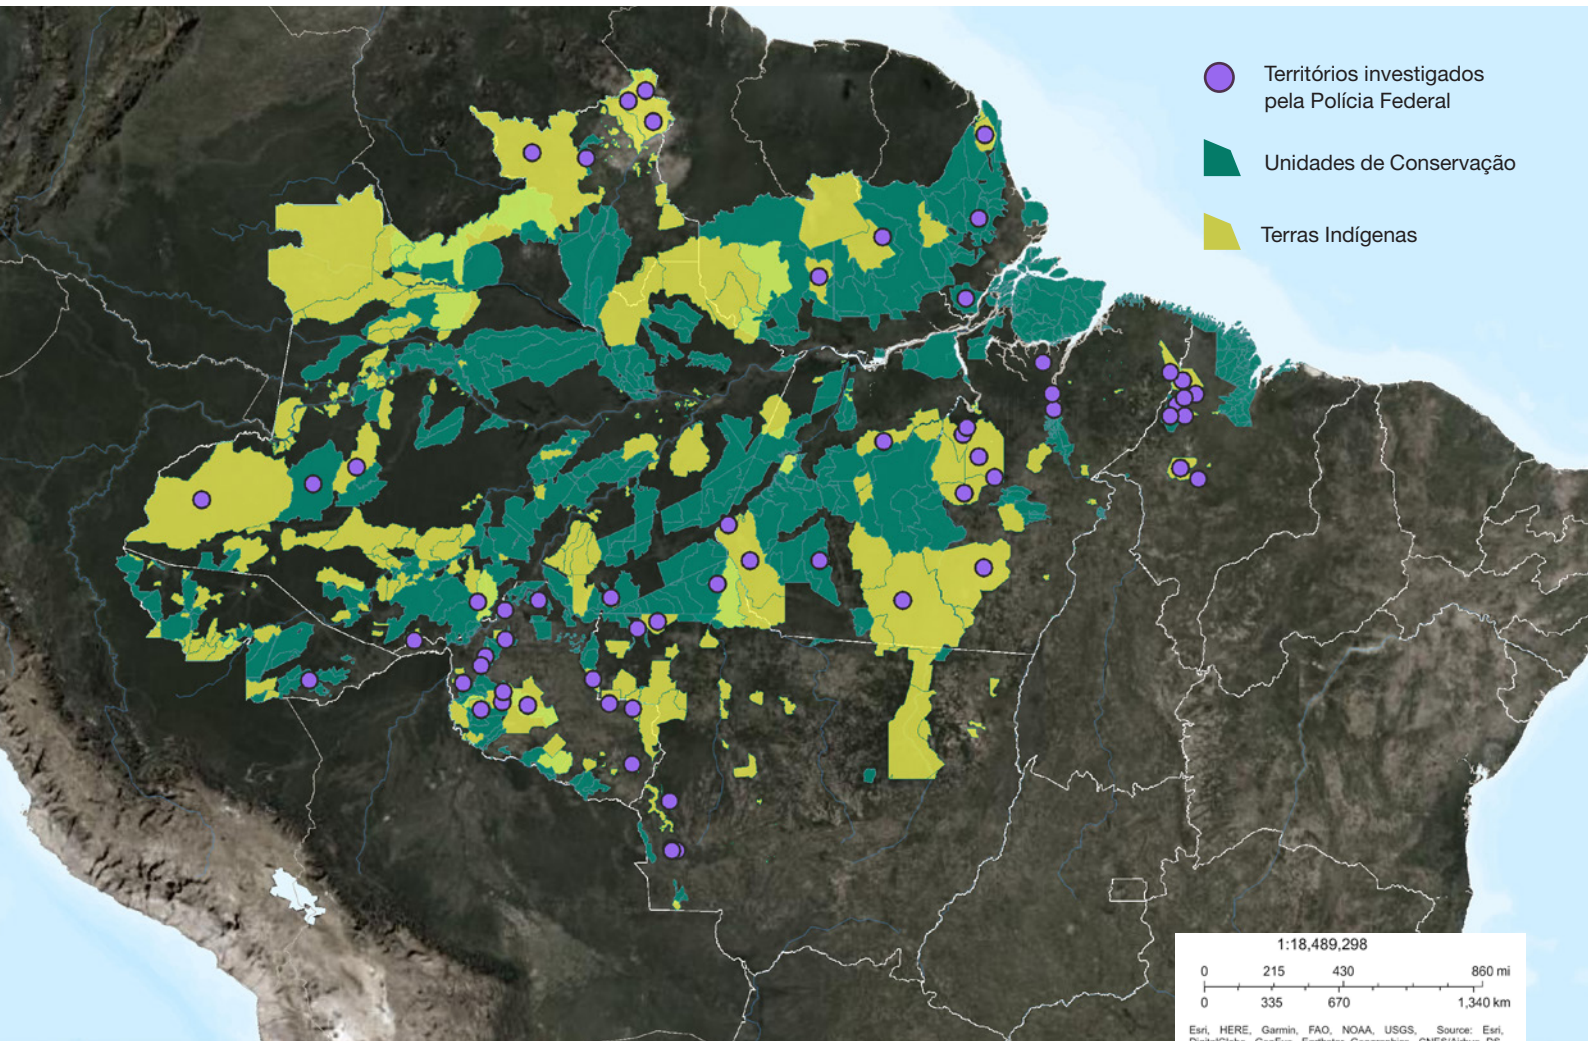 Territórios investigados
pela Polícia Federal
Unidades de Conservação
Terras Indígenas
1:18,489,298
0 215 430 860 mi
0 335 670 1,340 km
Esri, HERE, Garmin, FAO, NOAA, USGS, Source: Esri,